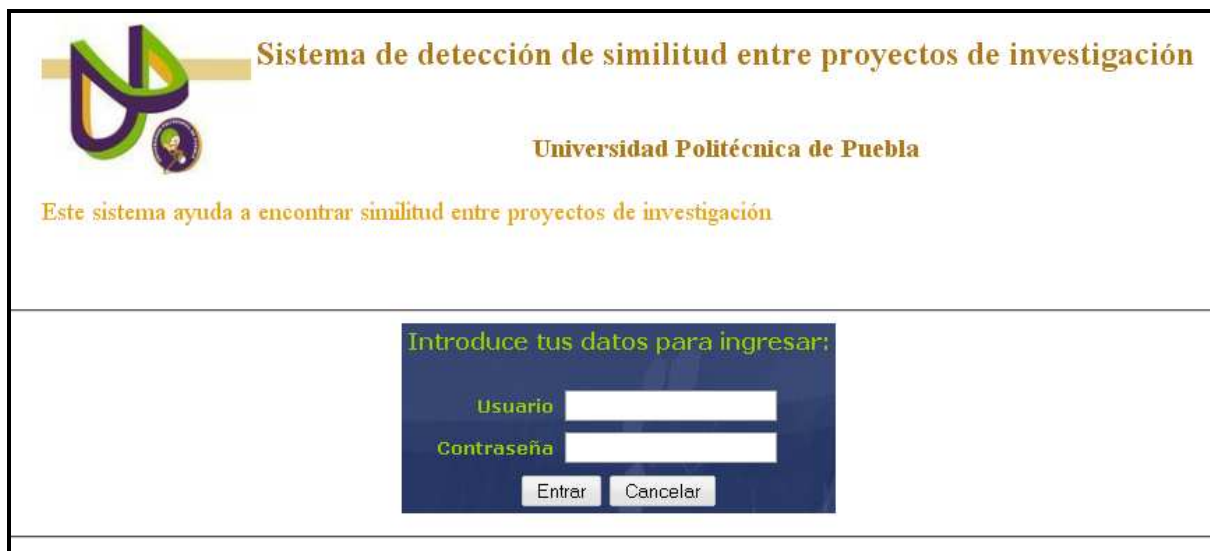 Sistema de detección de similitud entre proyectos de investigación
Universidad Politécnica de Puebla
Este sistema ayuda a encontrar similitud entre proyectos de investigación
Introduce tus datos para ingresar:
Usuario
Contraseña
Entrar Cancelar